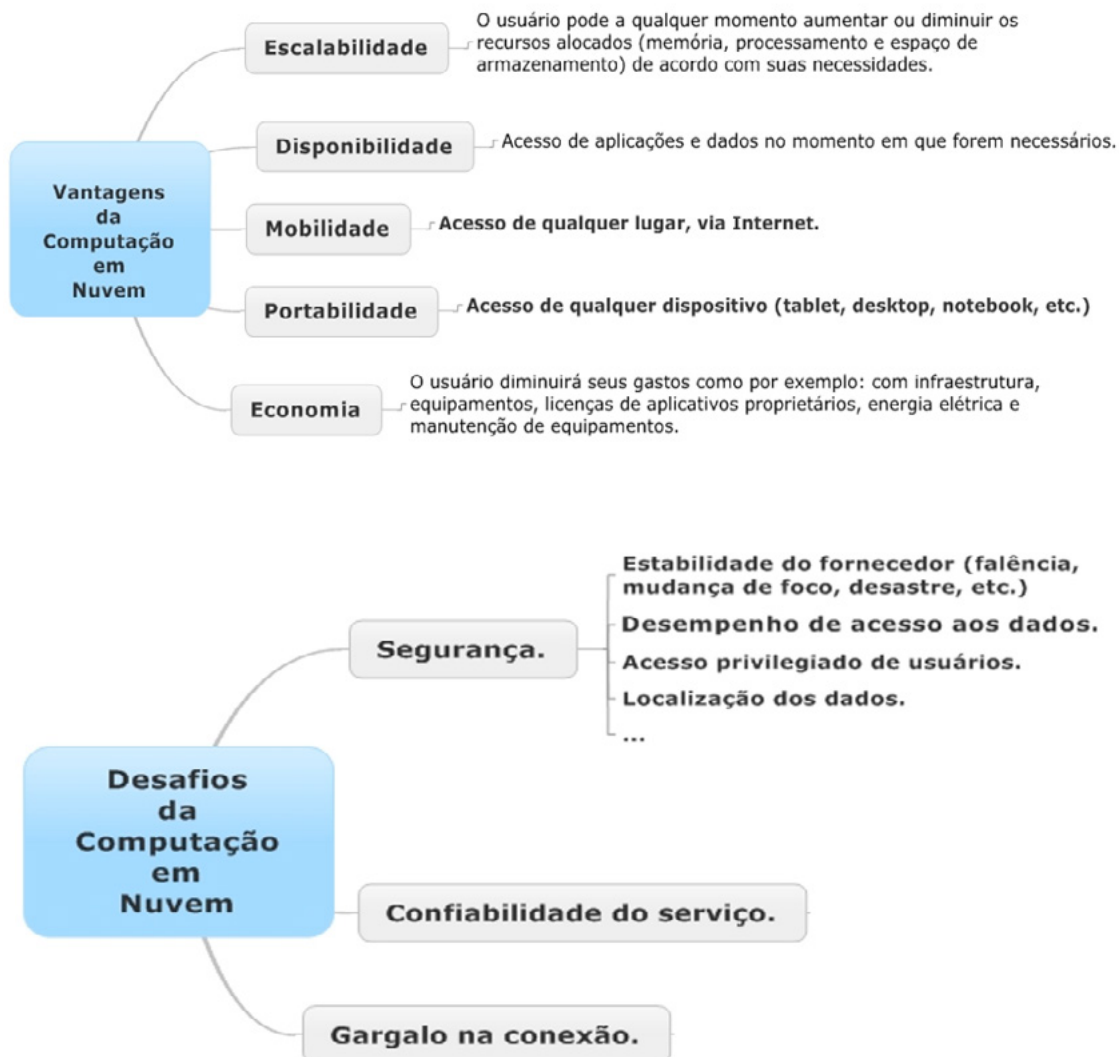 Vantagens
da
Computação
em
Nuvem
Escalabilidade
O usuário pode a qualquer momento aumentar ou diminuir os
recursos alocados (memória, processamento e espaço de
armazenamento) de acordo com suas necessidades.
Disponibilidade
Acesso de aplicações e dados no momento em que forem necessários.
Mobilidade
Acesso de qualquer lugar, via Internet.
Portabilidade
Acesso de qualquer dispositivo (tablet, desktop, notebook, etc.)
Economia
O usuário diminuirá seus gastos como por exemplo: com infraestrutura,
equipamentos, licenças de aplicativos proprietários, energia elétrica e
manutenção de equipamentos.
Desafios
da
Computação
em
Nuvem
Segurança.
Estabilidade do fornecedor (falência,
mudança de foco, desastre, etc.)
Desempenho de acesso aos dados.
Acesso privilegiado de usuários.
Localização dos dados.
...
Confiabilidade do serviço.
Gargalo na conexão.